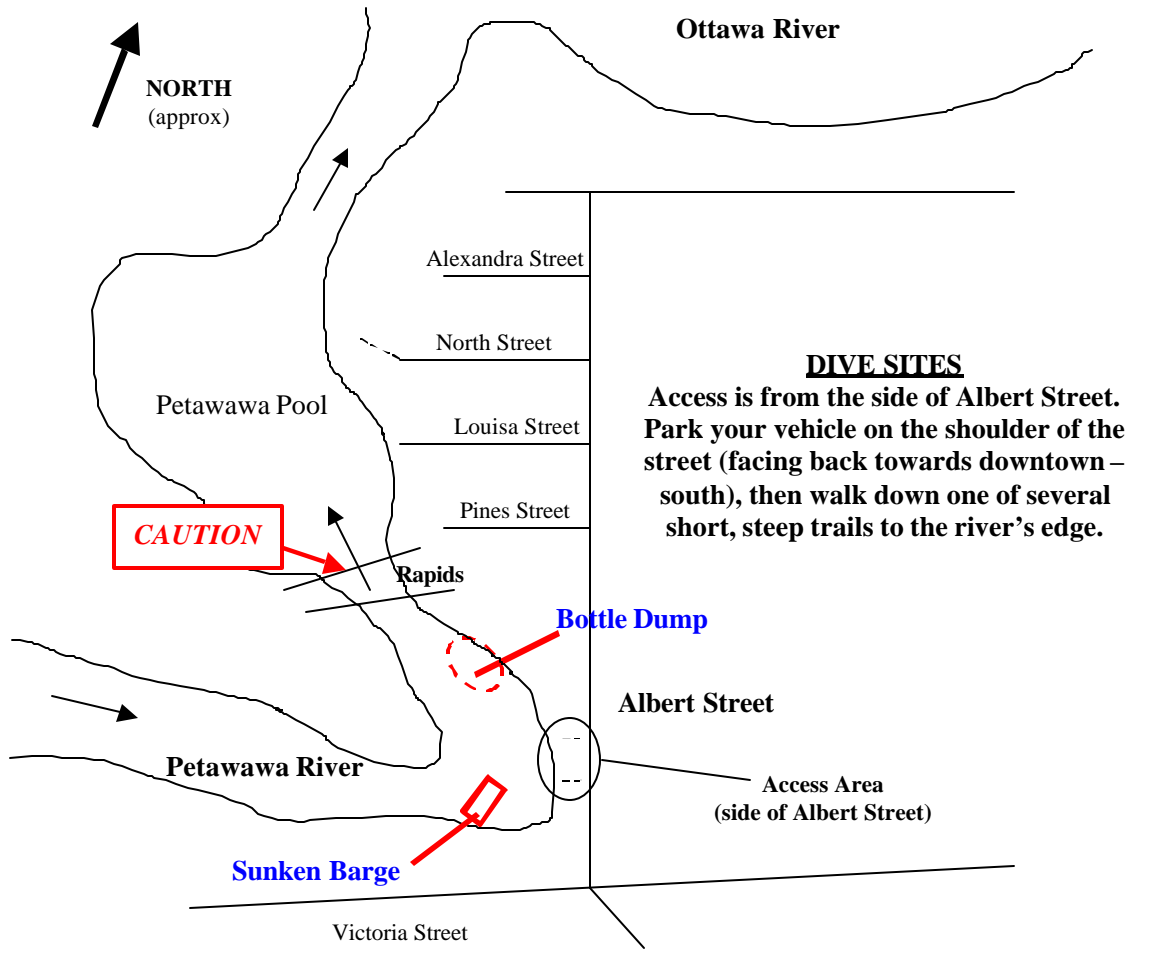 Ottawa River
NORTH
(approx)
Alexandra Street
North Street
DIVE SITES
Access is from the side of Albert Street.
Park your vehicle on the shoulder of the
street (facing back towards downtown –
south), then walk down one of several
short, steep trails to the river's edge.
Petawawa Pool
Louisa Street
Pines Street
CAUTION
Rapids
Bottle Dump
Albert Street
Petawawa River
Access Area
(side of Albert Street)
Sunken Barge
Victoria Street